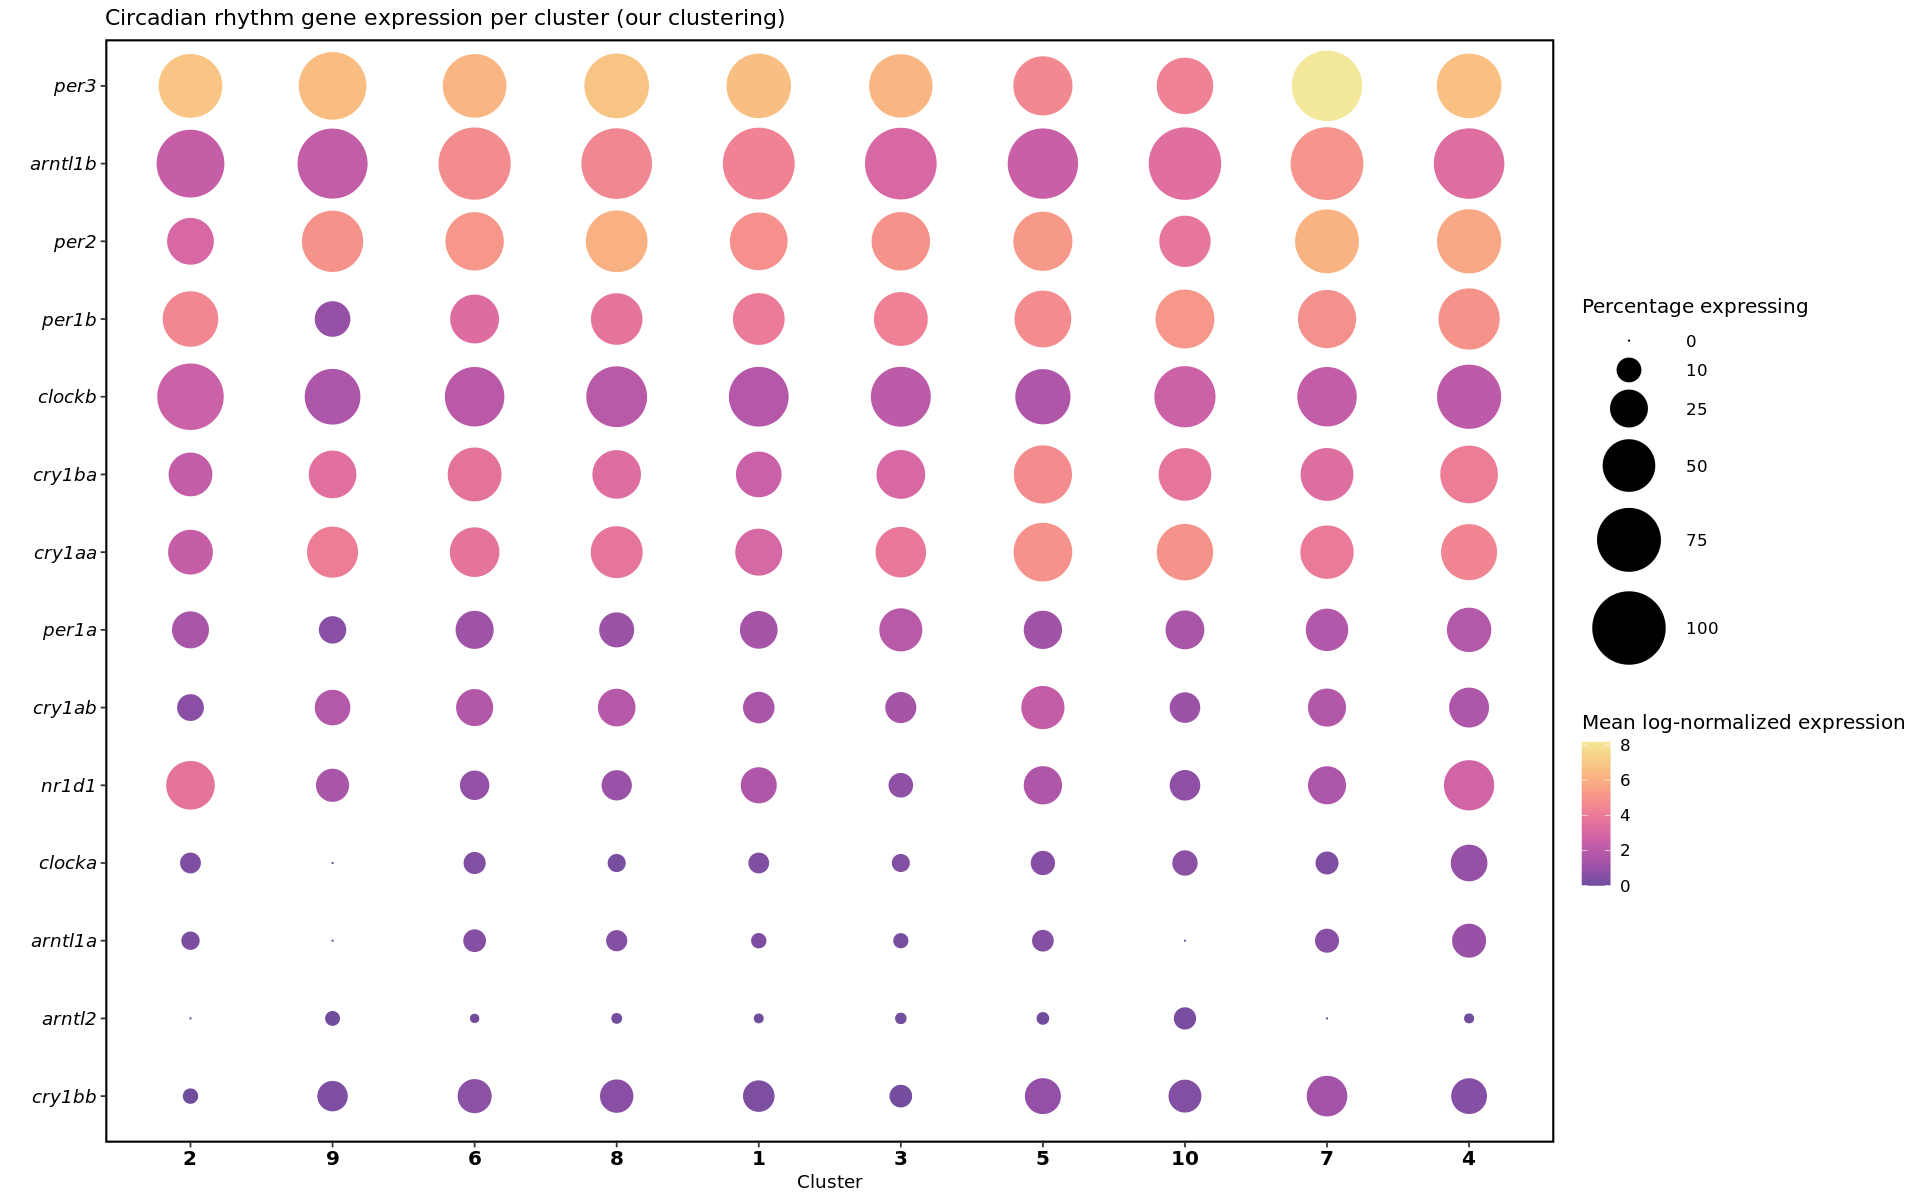 Circadian rhythm gene expression per cluster (our clustering)
per3
arntl1b
per2
per1b
clockb
cry1ba
cry1aa
per1a
cry1ab
nr1d1
clocka
arntl1a
arntl2
cry1bb
2 9 6 8 1 3 5 10 7 4
Cluster
Percentage expressing
0
10
25
50
75
100
Mean log-normalized expression
8
6
4
2
0